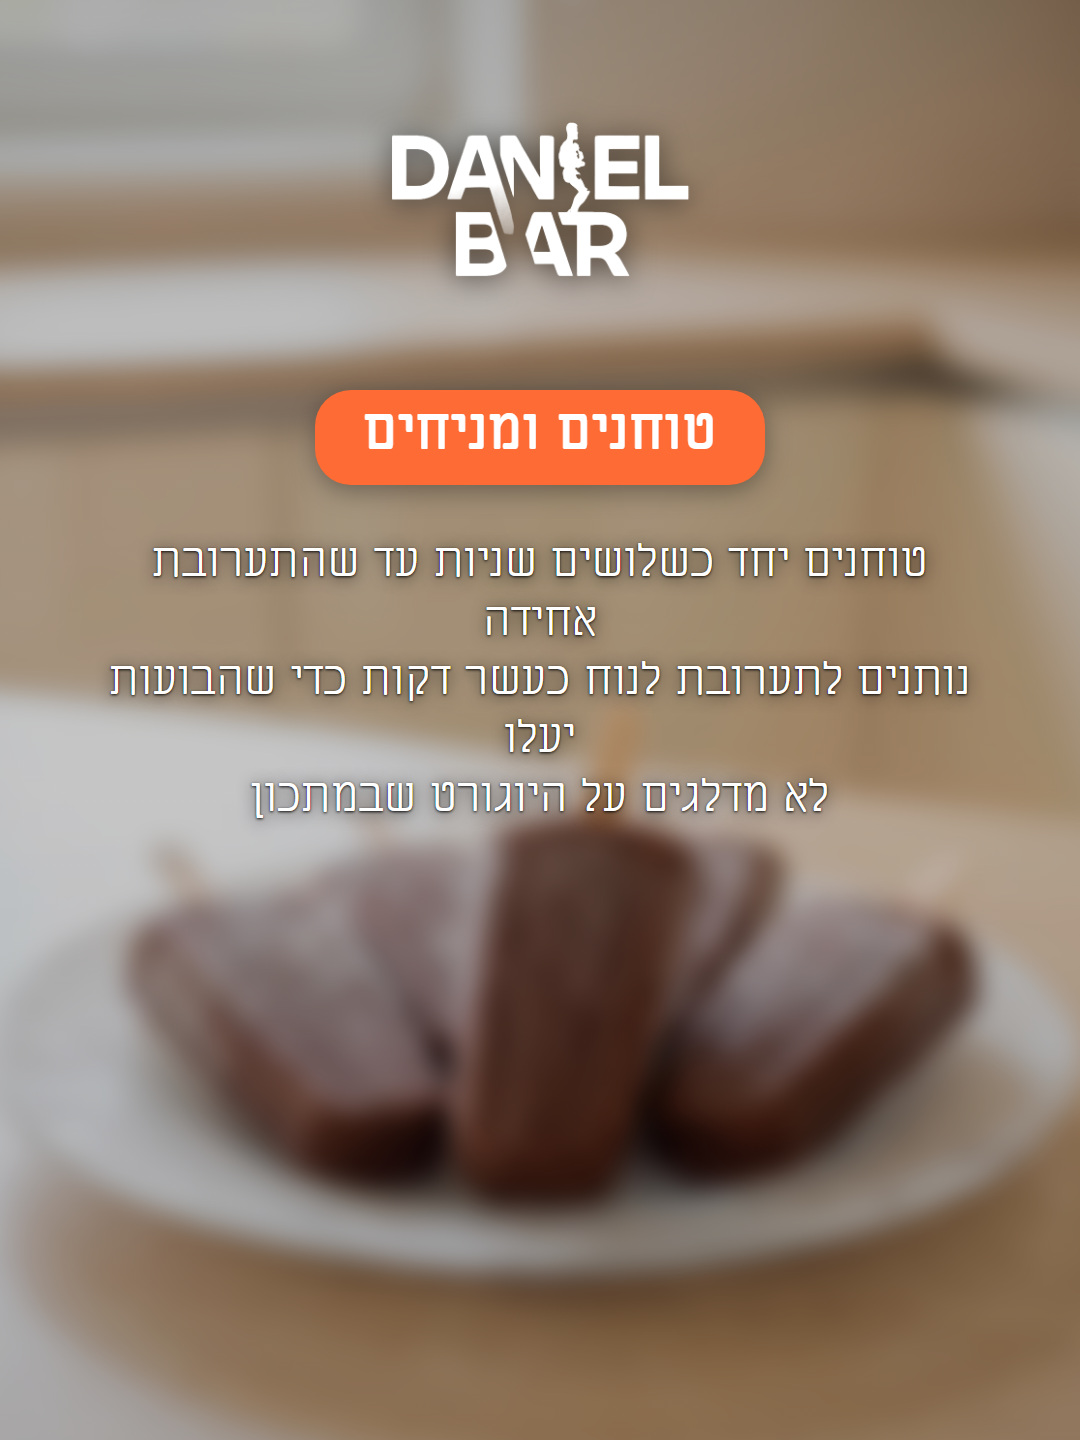 DANIEL
BAR
טוחנים ומניחים
טוחנים יחד כשלושים שניות עד שהתערובת
אחידה
נותנים לתערובת לנוח כעשר דקות כדי שהבועות
יעלו
לא מדלגים על היוגורט שבמתכון